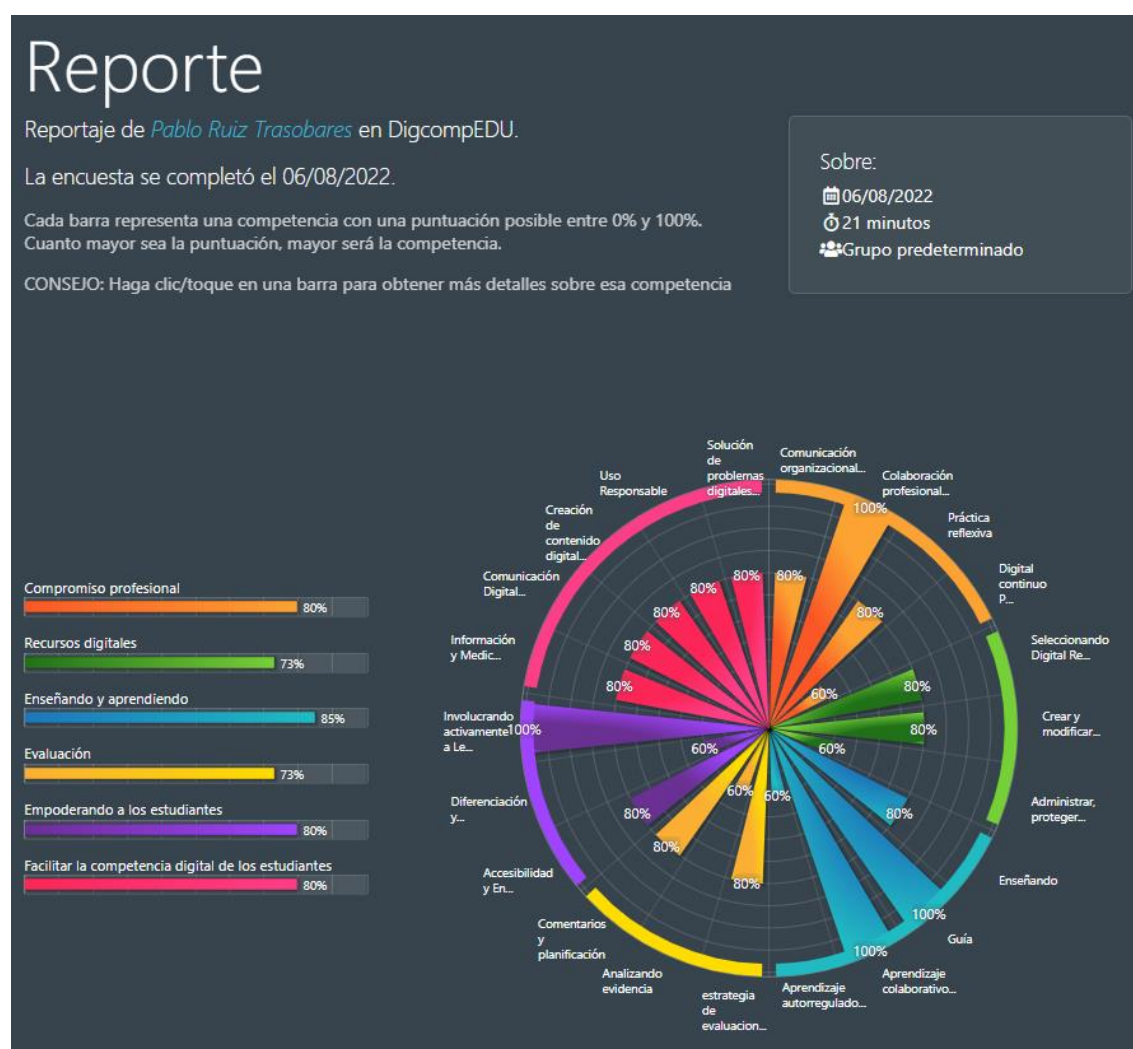 Reporte
Reportaje de Pablo Ruiz Trasobares en DigcompEDU.
La encuesta se completó el 06/08/2022.
Cada barra representa una competencia con una puntuación posible entre 0% y 100%.
Cuanto mayor sea la puntuación, mayor será la competencia.
CONSEJO: Haga clic/toque en una barra para obtener más detalles sobre esa competencia
Sobre:
06/08/2022
21 minutos
Grupo predeterminado
Compromiso profesional
80%
Recursos digitales
73%
Enseñando y aprendiendo
85%
Evaluación
73%
Empoderando a los estudiantes
80%
Facilitar la competencia digital de los estudiantes
80%
Comunicación
organizacional...
80%
Colaboración
profesional...
100%
Práctica
reflexiva
80%
Digital
continuo
P...
60%
Seleccionando
Digital Re...
80%
Crear y
modificar...
80%
Administrar,
proteger...
60%
Enseñando
80%
Guía
100%
Aprendizaje
colaborativo...
100%
Aprendizaje
autorregulado...
60%
estrategia
de
evaluacion...
80%
Analizando
evidencia
60%
Comentarios
y
planificación
80%
Accesibilidad
y En...
80%
Diferenciación
y...
60%
Involucrando
activamente
a Le...
100%
Información
y Medic...
80%
Comunicación
Digital...
80%
Creación
de
contenido
digital...
80%
Uso
Responsable
80%
Solución
de
problemas
digitales...
80%